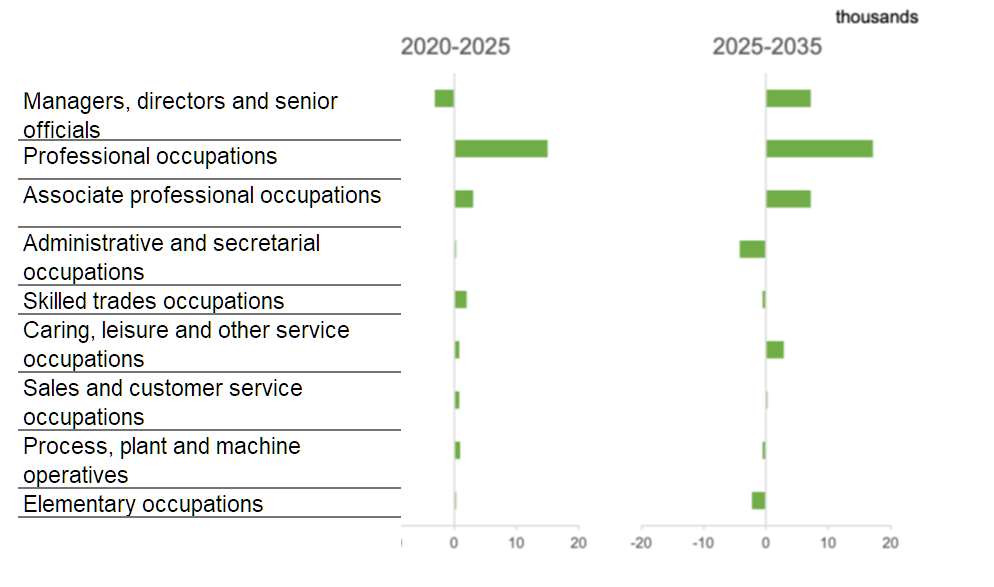 thousands
2020-2025 2025-2035
Managers, directors and senior
officials
Professional occupations
Associate professional occupations
Administrative and secretarial
occupations
Skilled trades occupations
Caring, leisure and other service
occupations
Sales and customer service
occupations
Process, plant and machine
operatives
Elementary occupations
0 10 20 -20 -10 0 10 20